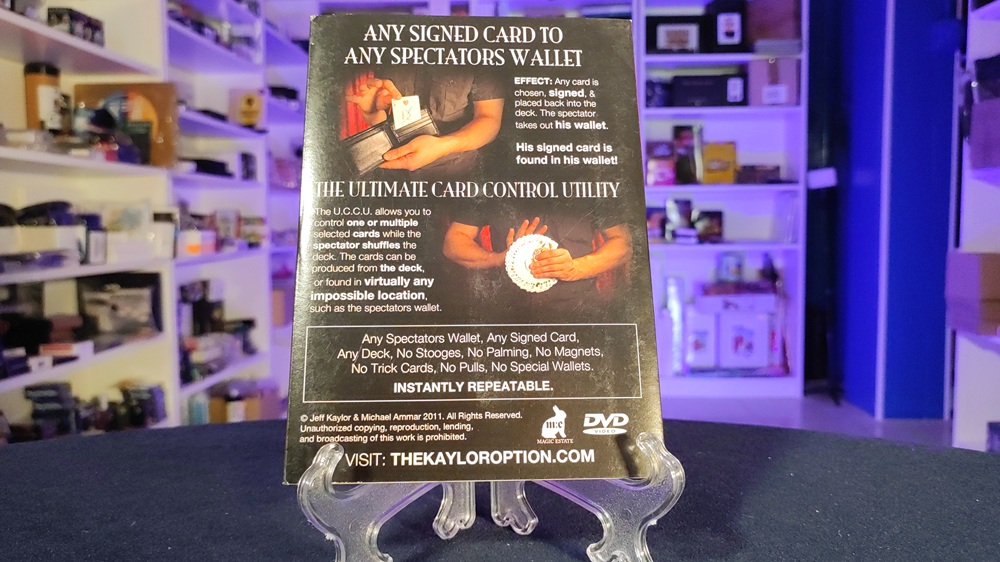 ANY SIGNED CARD TO
ANY SPECTATORS WALLET
EFFECT: Any card is
chosen, signed, &
placed back into the
deck. The spectator
takes out his wallet.
His signed card is
found in his wallet!
THE ULTIMATE CARD CONTROL UTILITY
The U.C.C.U. allows you to
control one or multiple
selected cards while the
spectator shuffles the
deck. The cards can be
produced from the deck,
or found in virtually any
impossible location,
such as the spectators wallet.
Any Spectators Wallet, Any Signed Card,
Any Deck, No Stooges, No Palming, No Magnets,
No Trick Cards, No Pulls, No Special Wallets.
INSTANTLY REPEATABLE.
© Jeff Kaylor & Michael Ammar 2011. All Rights Reserved.
Unauthorized copying, reproduction, lending,
and broadcasting of this work is prohibited.
m:e
MAGIC ESTATE
DVD
VIDEO
VISIT: THEKAYLOROPTION.COM